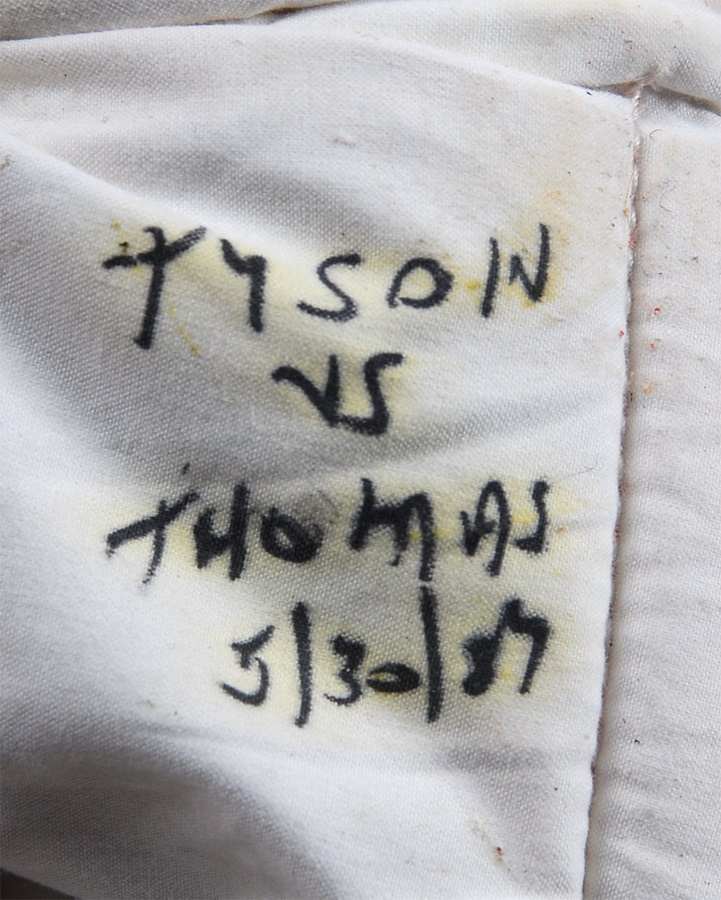 TYSON
VS
THOMAS
5/30/87